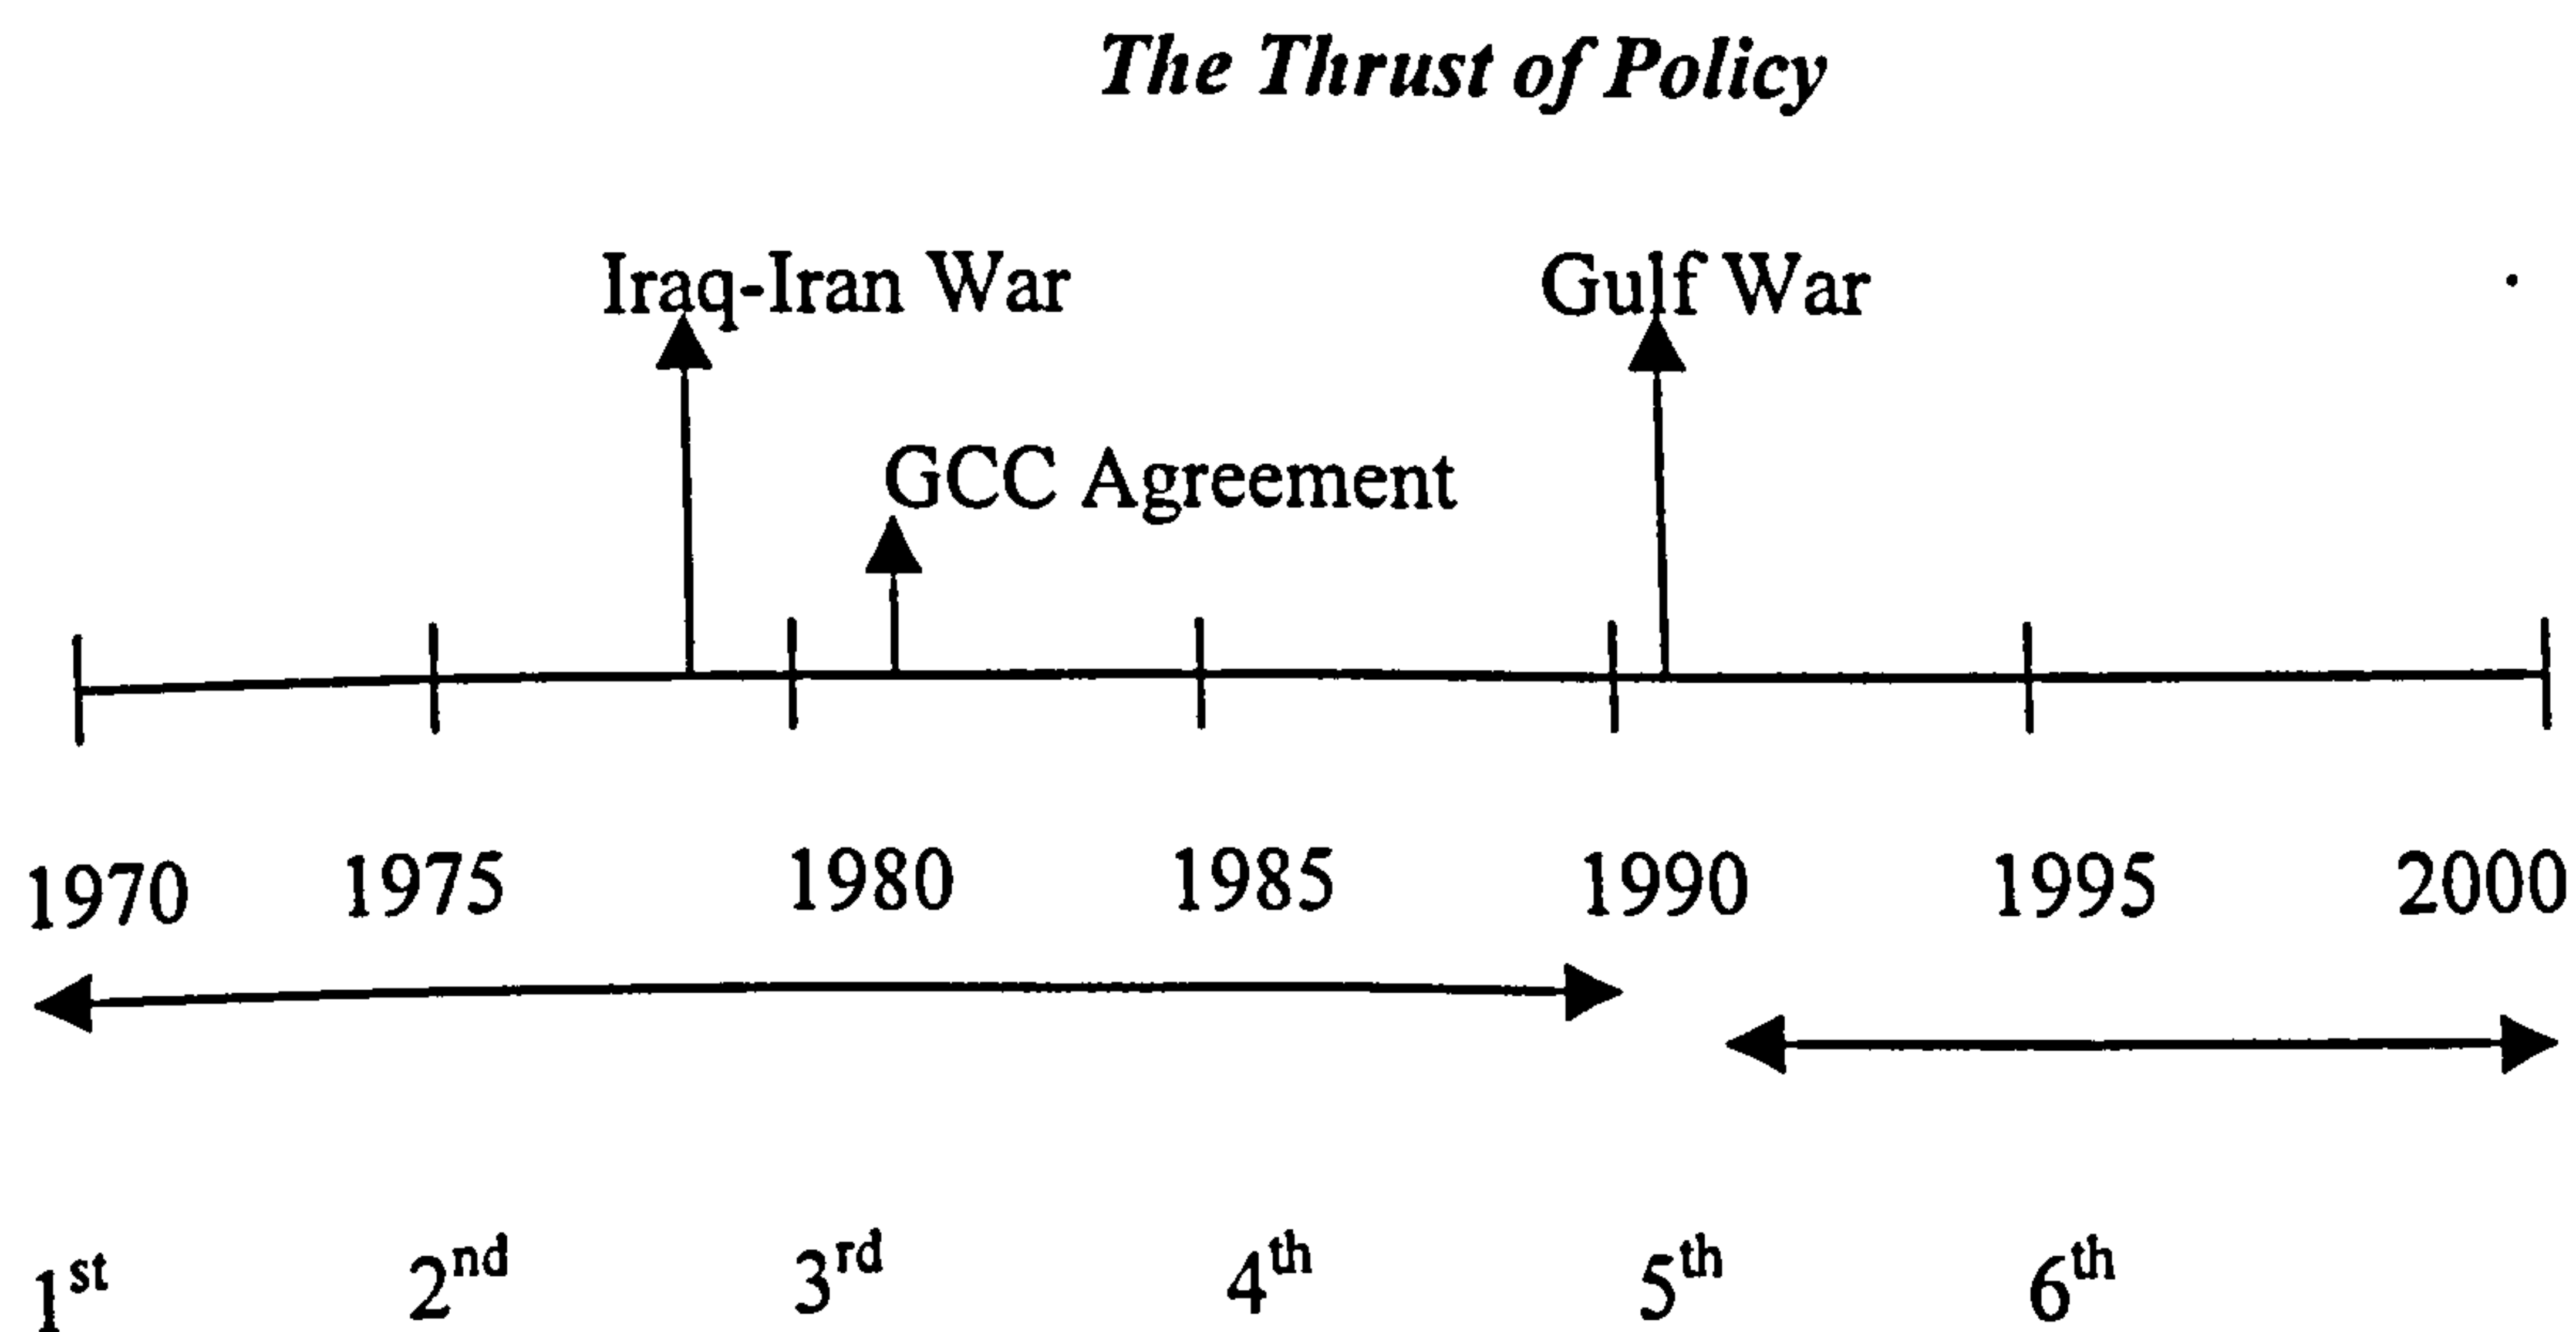 The Thrust of Policy
Iraq-Iran War Gulf War
GCC Agreement
1970 1975 1980 1985 1990 1995 2000
1st 2nd 3rd 4th 5th 6th